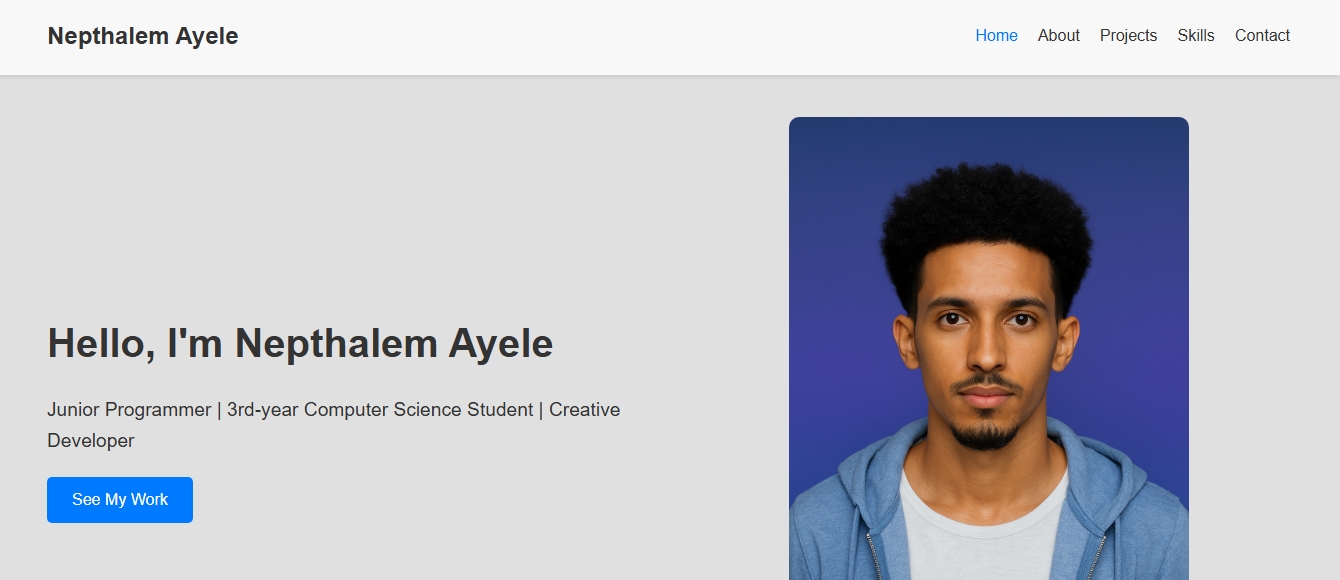 Nepthalem Ayele
Home About Projects Skills Contact
Hello, I'm Nepthalem Ayele
Junior Programmer | 3rd-year Computer Science Student | Creative
Developer
See My Work